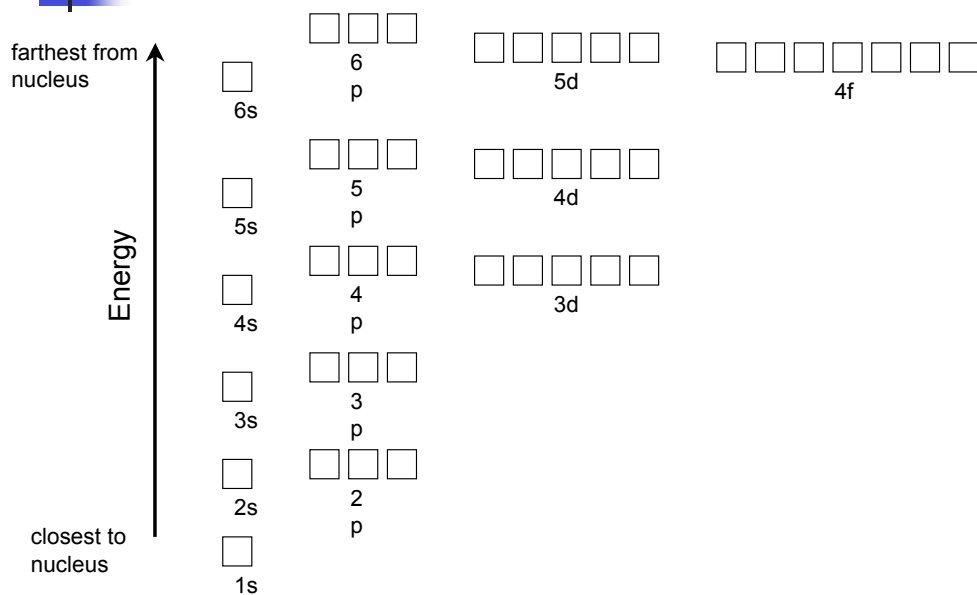 farthest from
nucleus
6
p
5d
4f
6s
5
p
4d
5s
Energy
4
p
3d
4s
3
p
3s
2
p
2s
closest to
nucleus
1s